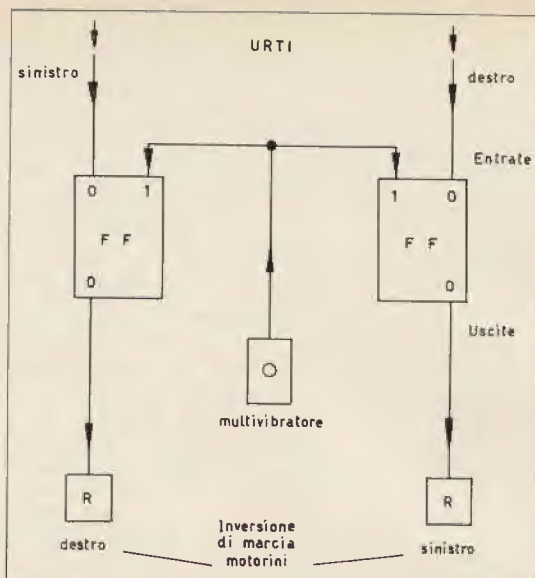 URTI
sinistro
destro
Entrate
0 1
1 0
F F
F F
0
0
Uscite
O
multivibratore
R
R
destro
Inversione
di marcia
motorini
sinistro